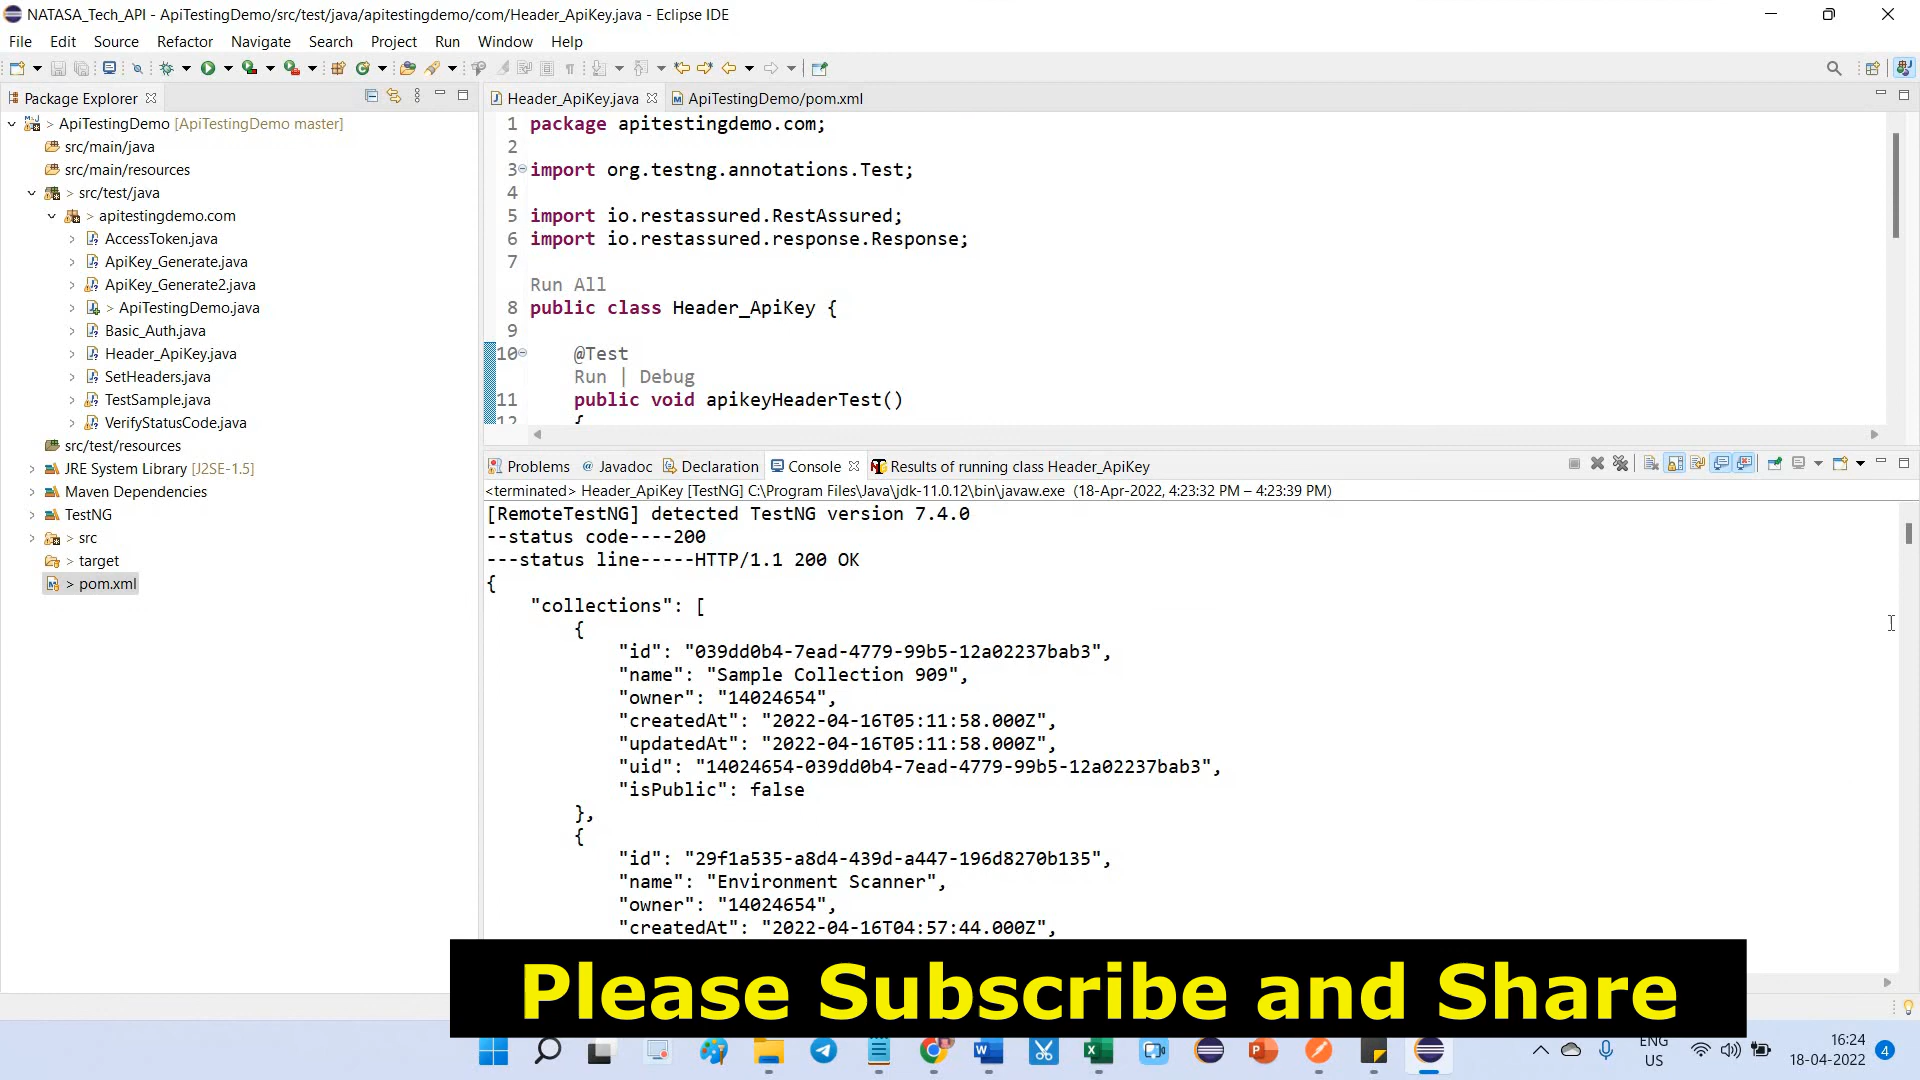 NATASA_Tech_API - ApiTestingDemo/src/test/java/apitestingdemo/com/Header_ApiKey.java - Eclipse IDE
File Edit Source Refactor Navigate Search Project Run Window Help
Package Explorer
> ApiTestingDemo [ApiTestingDemo master]
src/main/java
src/main/resources
> src/test/java
> apitestingdemo.com
AccessToken.java
ApiKey_Generate.java
ApiKey_Generate2.java
> ApiTestingDemo.java
Basic_Auth.java
Header_ApiKey.java
SetHeaders.java
TestSample.java
VerifyStatusCode.java
src/test/resources
JRE System Library [J2SE-1.5]
Maven Dependencies
TestNG
> src
> target
> pom.xml
Header_ApiKey.java ApiTestingDemo/pom.xml
1 package apitestingdemo.com;
2
3 import org.testng.annotations.Test;
4
5 import io.restassured.RestAssured;
6 import io.restassured.response.Response;
7
Run All
8 public class Header_ApiKey {
9
10 @Test
Run | Debug
11 public void apikeyHeaderTest()
12 {
Problems @ Javadoc Declaration Console Results of running class Header_ApiKey
<terminated> Header_ApiKey [TestNG] C:\Program Files\Java\jdk-11.0.12\bin\javaw.exe (18-Apr-2022, 4:23:32 PM – 4:23:39 PM)
[RemoteTestNG] detected TestNG version 7.4.0
--status code----200
---status line-----HTTP/1.1 200 OK
{
"collections": [
{
"id": "039dd0b4-7ead-4779-99b5-12a02237bab3",
"name": "Sample Collection 909",
"owner": "14024654",
"createdAt": "2022-04-16T05:11:58.000Z",
"updatedAt": "2022-04-16T05:11:58.000Z",
"uid": "14024654-039dd0b4-7ead-4779-99b5-12a02237bab3",
"isPublic": false
},
{
"id": "29f1a535-a8d4-439d-a447-196d8270b135",
"name": "Environment Scanner",
"owner": "14024654",
"createdAt": "2022-04-16T04:57:44.000Z",
Please Subscribe and Share
ENG
US
16:24
18-04-2022
4